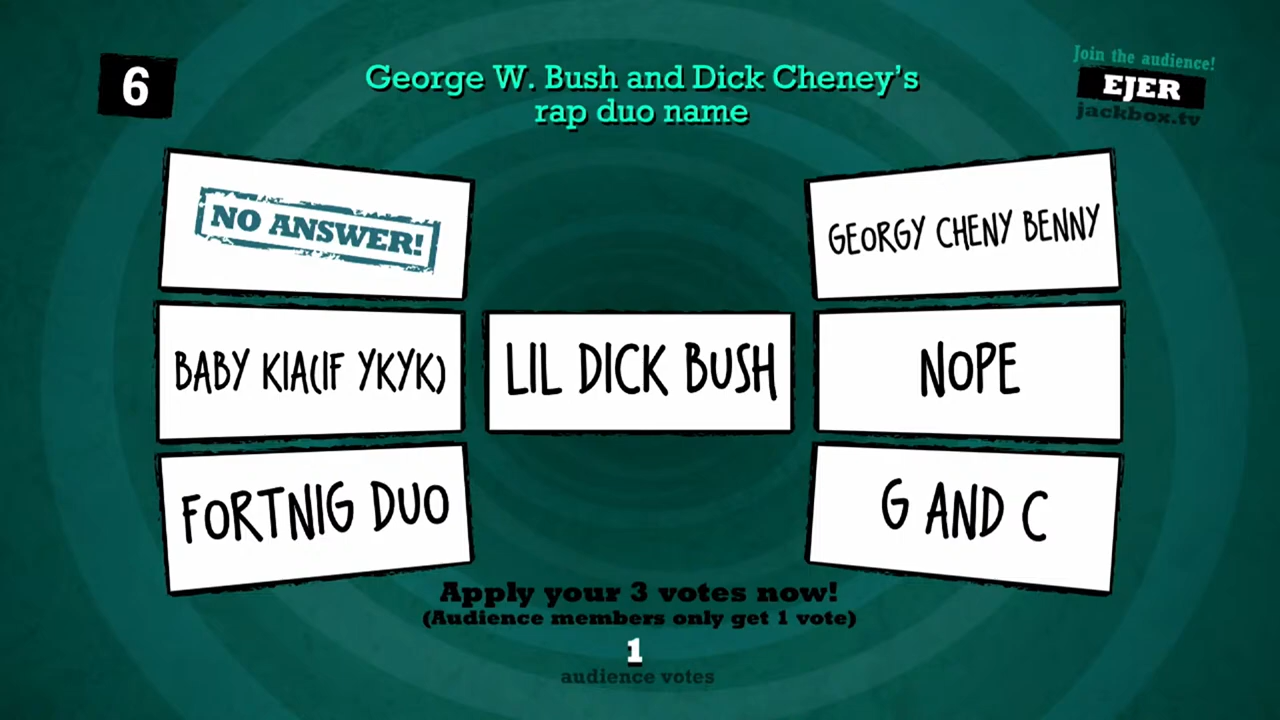 6
George W. Bush and Dick Cheney's
rap duo name
Join the audience!
EJER
jackbox.tv
NO ANSWER!
GEORGY CHENY BENNY
BABY KIA(IF YKYK)
LIL DICK BUSH
NOPE
FORTNIG DUO
G AND C
Apply your 3 votes now!
(Audience members only get 1 vote)
1
audience votes